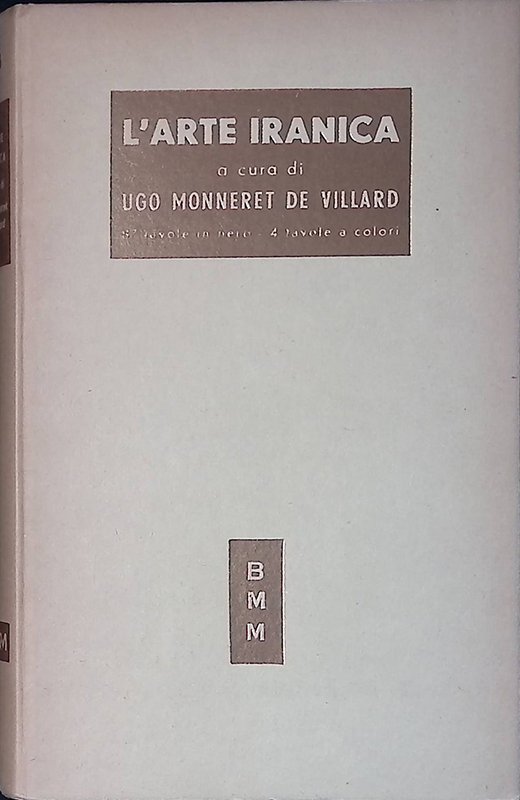 L'ARTE IRANICA
a cura di
UGO MONNERET DE VILLARD
tavole in nero - 4 tavole a colori
B
M
M